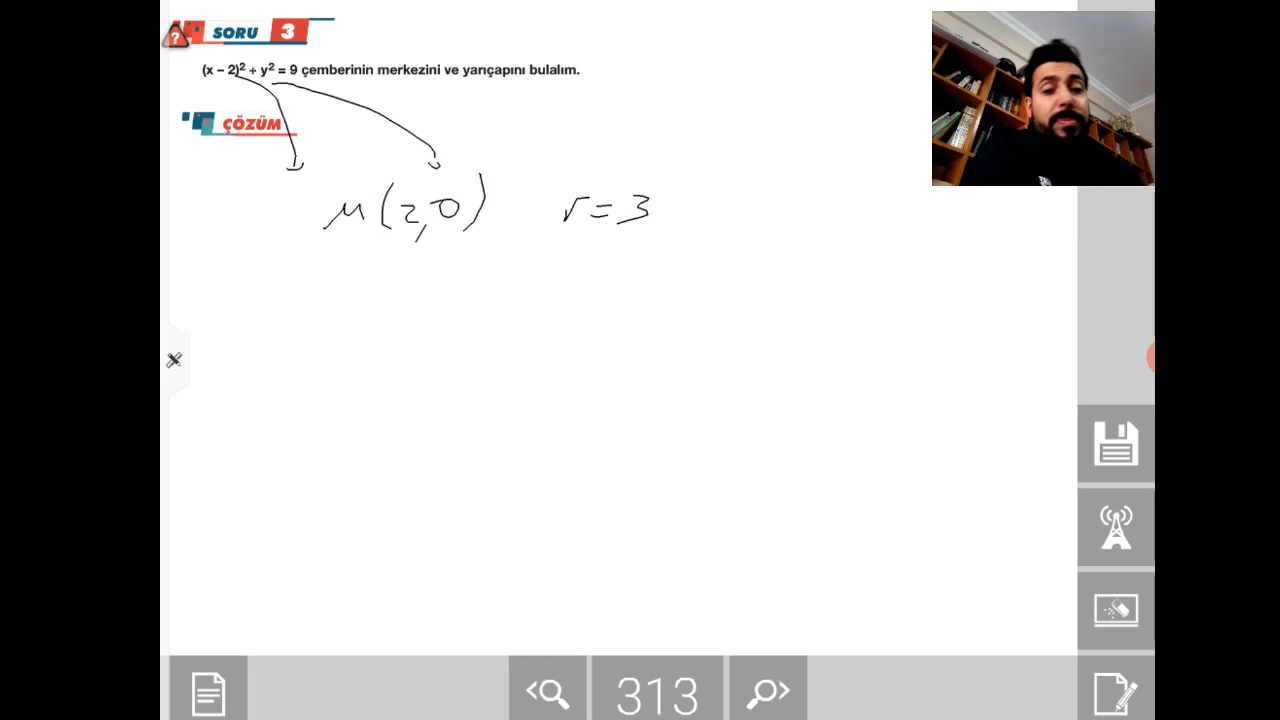 SORU 3
(x – 2)² + y² = 9 çemberinin merkezini ve yarıçapını bulalım.
ÇÖZÜM
M(2,0) r=3
313